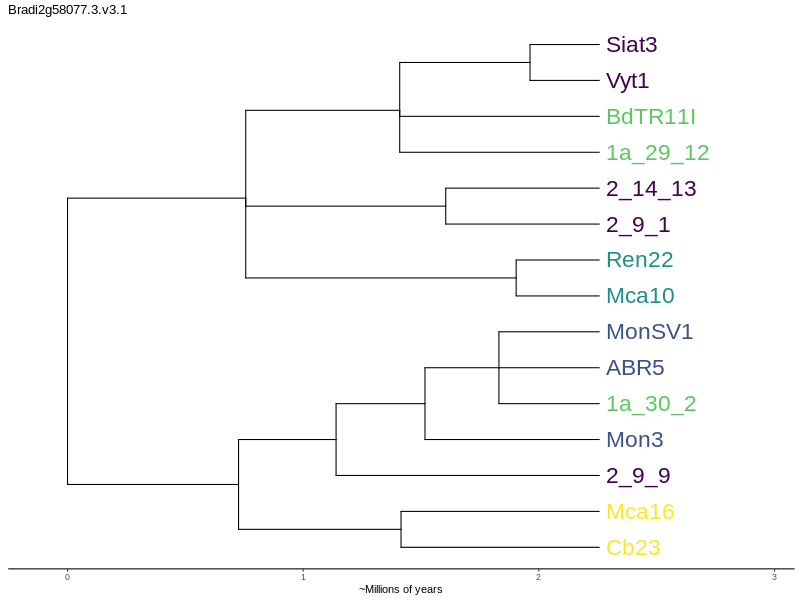 Bradi2g58077.3.v3.1
Siat3
Vyt1
BdTR11I
1a_29_12
2_14_13
2_9_1
Ren22
Mca10
MonSV1
ABR5
1a_30_2
Mon3
2_9_9
Mca16
Cb23
0 1 2 3
~Millions of years